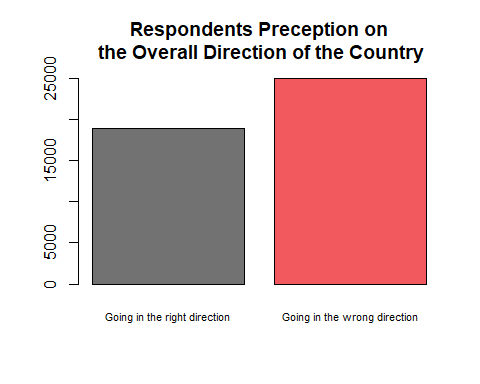 Respondents Preception on
the Overall Direction of the Country
25000
15000
5000
0
Going in the right direction
Going in the wrong direction